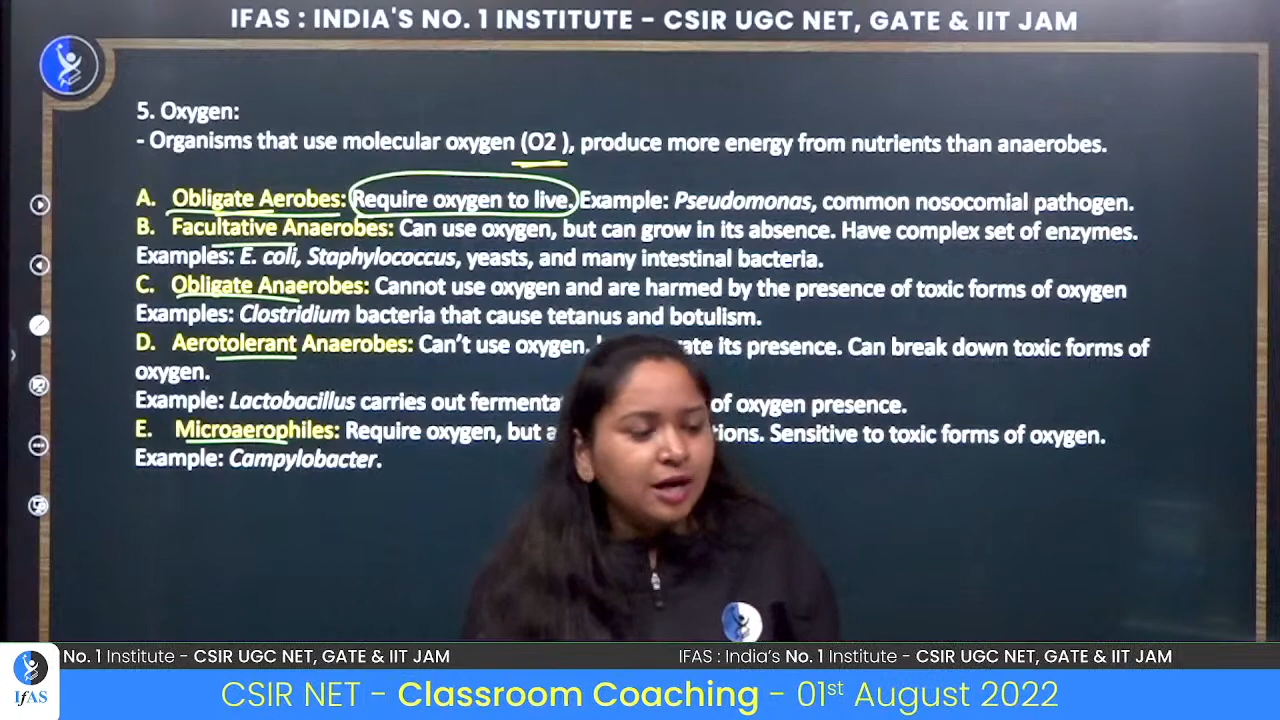 IFAS : INDIA'S NO. 1 INSTITUTE - CSIR UGC NET, GATE & IIT JAM
5. Oxygen:
- Organisms that use molecular oxygen (O2 ), produce more energy from nutrients than anaerobes.
A. Obligate Aerobes: Require oxygen to live. Example: Pseudomonas, common nosocomial pathogen.
B. Facultative Anaerobes: Can use oxygen, but can grow in its absence. Have complex set of enzymes.
Examples: E. coli, Staphylococcus, yeasts, and many intestinal bacteria.
C. Obligate Anaerobes: Cannot use oxygen and are harmed by the presence of toxic forms of oxygen
Examples: Clostridium bacteria that cause tetanus and botulism.
D. Aerotolerant Anaerobes: Can't use oxygen, its presence. Can break down toxic forms of
oxygen.
Example: Lactobacillus carries out of oxygen presence.
E. Microaerophiles: Require oxygen, but Sensitive to toxic forms of oxygen.
Example: Campylobacter.
No. 1 Institute - CSIR UGC NET, GATE & IIT JAM IFAS : India's No. 1 Institute - CSIR UGC NET, GATE & IIT JAM
IfAS
CSIR NET - Classroom Coaching - 01st August 2022